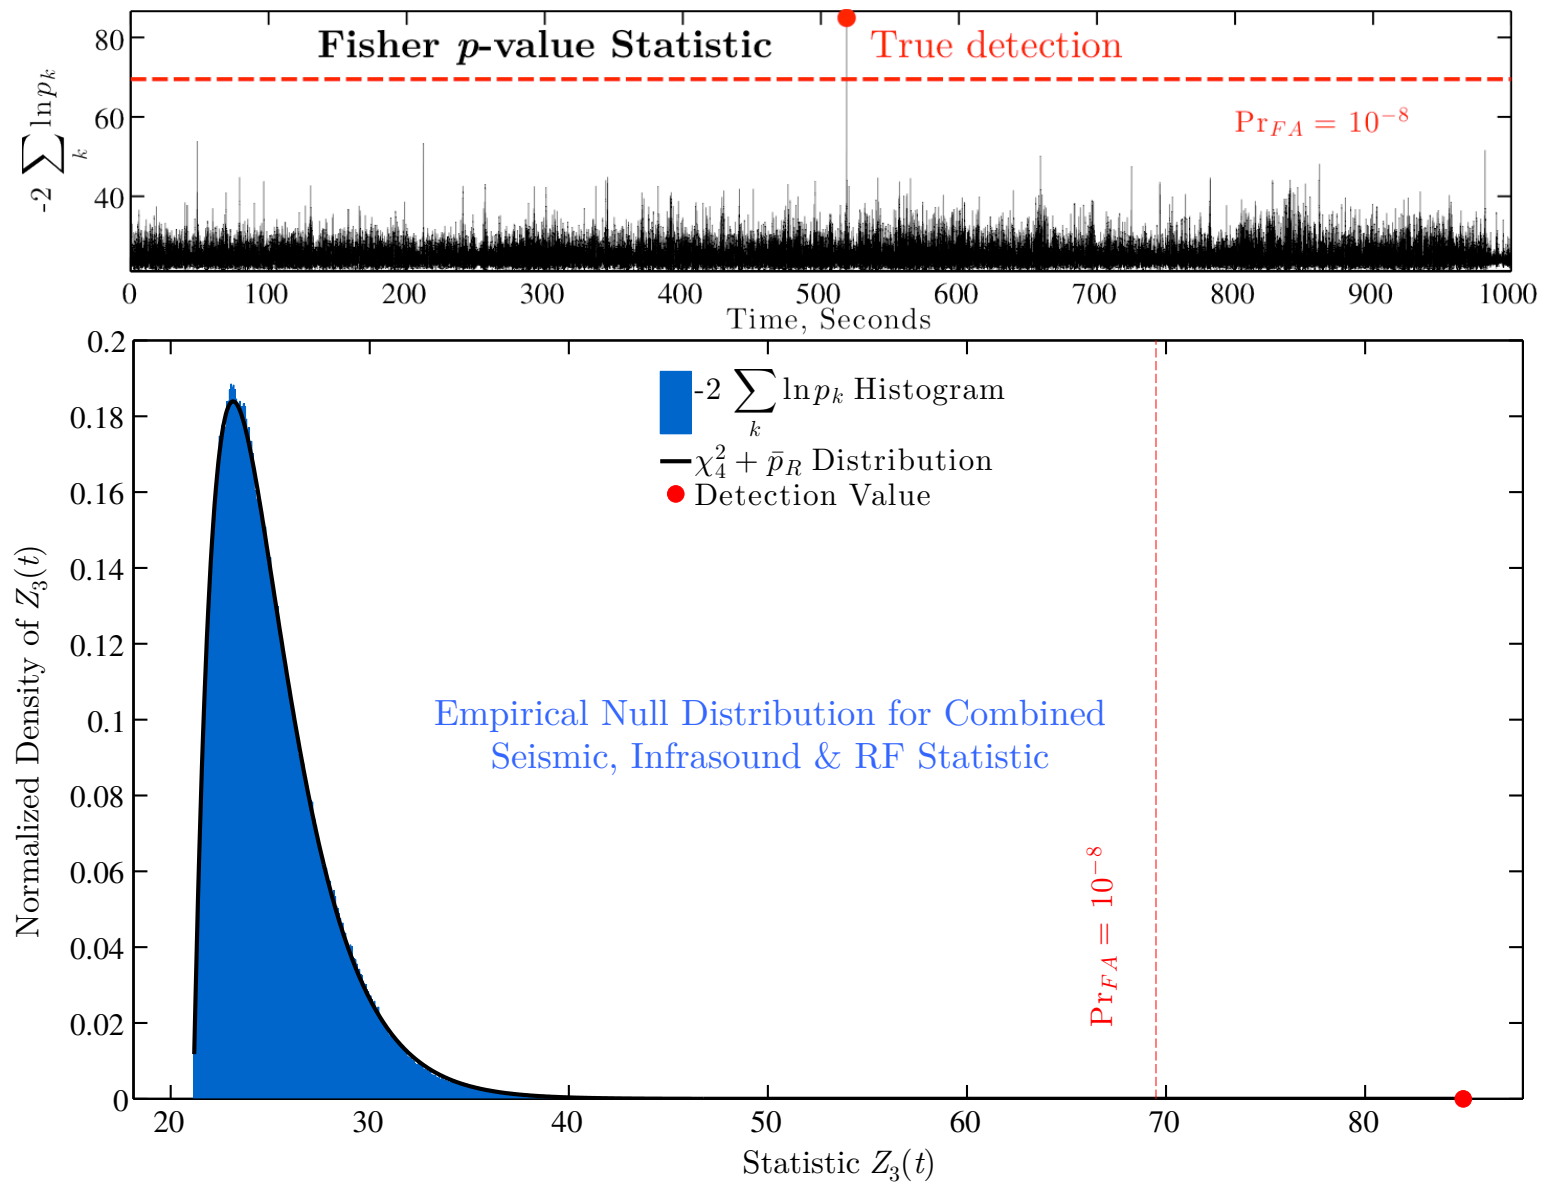 Fisher p-value Statistic
True detection
Pr_FA = 10^−8
-2 ∑_k ln p_k
80
60
40
0 100 200 300 400 500 600 700 800 900 1000
Time, Seconds
-2 ∑_k ln p_k Histogram
χ_4^2 + p̄_R Distribution
Detection Value
Empirical Null Distribution for Combined
Seismic, Infrasound & RF Statistic
Pr_FA = 10^−8
Normalized Density of Z_3(t)
0.2
0.18
0.16
0.14
0.12
0.1
0.08
0.06
0.04
0.02
0
20 30 40 50 60 70 80
Statistic Z_3(t)